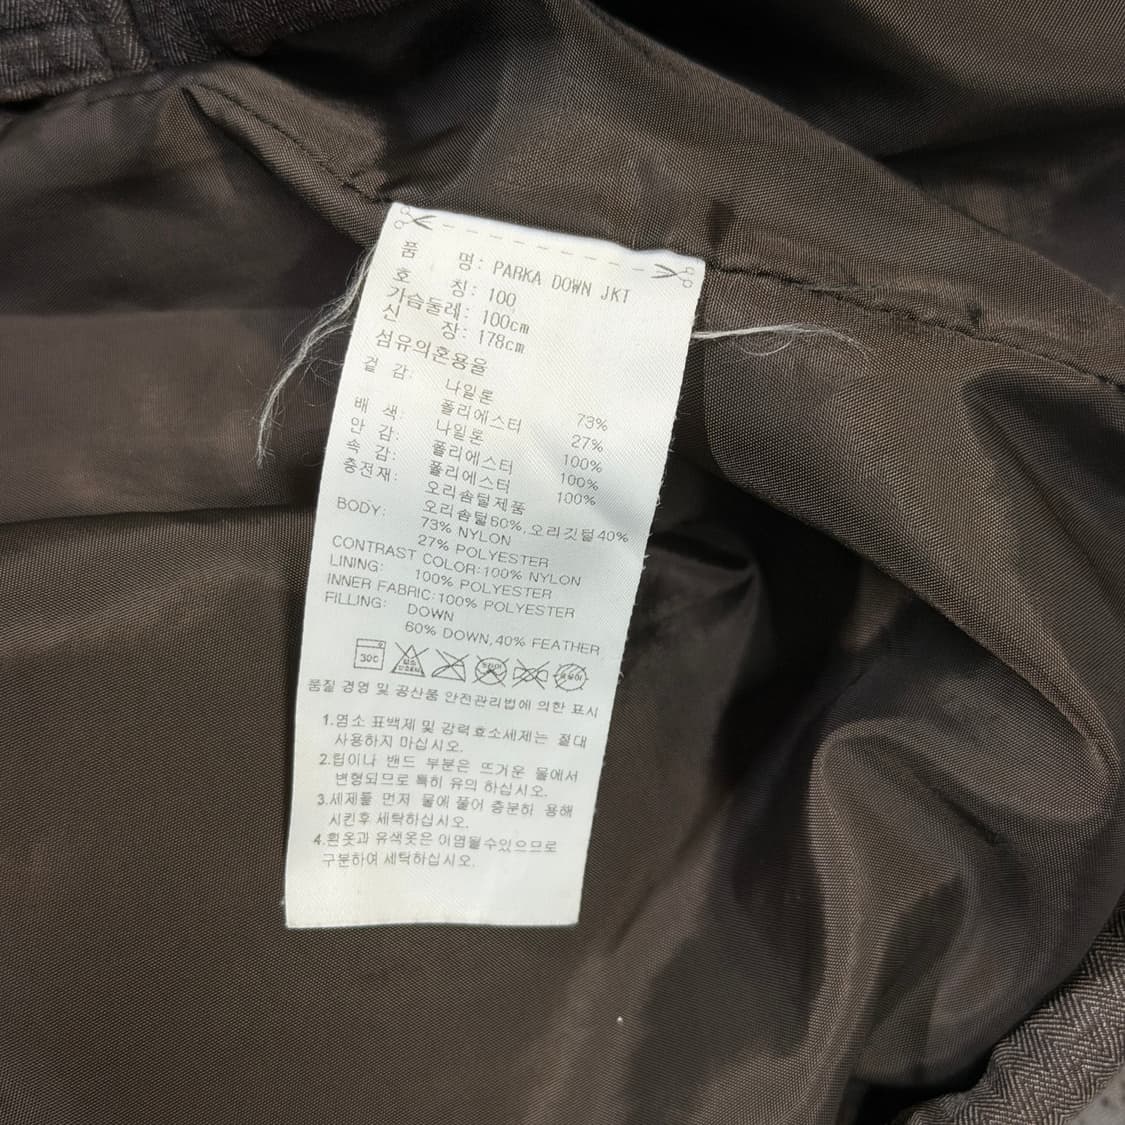 품 명: PARKA DOWN JKT
호 칭: 100
가슴둘레: 100cm
신 장: 178cm
섬유의혼용율
겉 감: 나일론 73%
폴리에스터 27%
배 색: 나일론 100%
안 감: 폴리에스터 100%
속 감: 폴리에스터 100%
충전재: 오리솜털제품
오리솜털60%.오리깃털40%
BODY: 73% NYLON
27% POLYESTER
CONTRAST COLOR:100% NYLON
LINING: 100% POLYESTER
INNER FABRIC:100% POLYESTER
FILLING: DOWN
60% DOWN,40% FEATHER
30C
품질 경영 및 공산품 안전관리법에 의한 표시
1.염소 표백제 및 강력효소세제는 절대
사용하지 마십시오.
2.립이나 밴드 부분은 뜨거운 물에서
변형되므로 특히 유의 하십시오.
3.세제를 먼저 물에 풀어 충분히 용해
시킨후 세탁하십시오.
4.흰옷과 유색옷은 이염될수있으므로
구분하여 세탁하십시오.